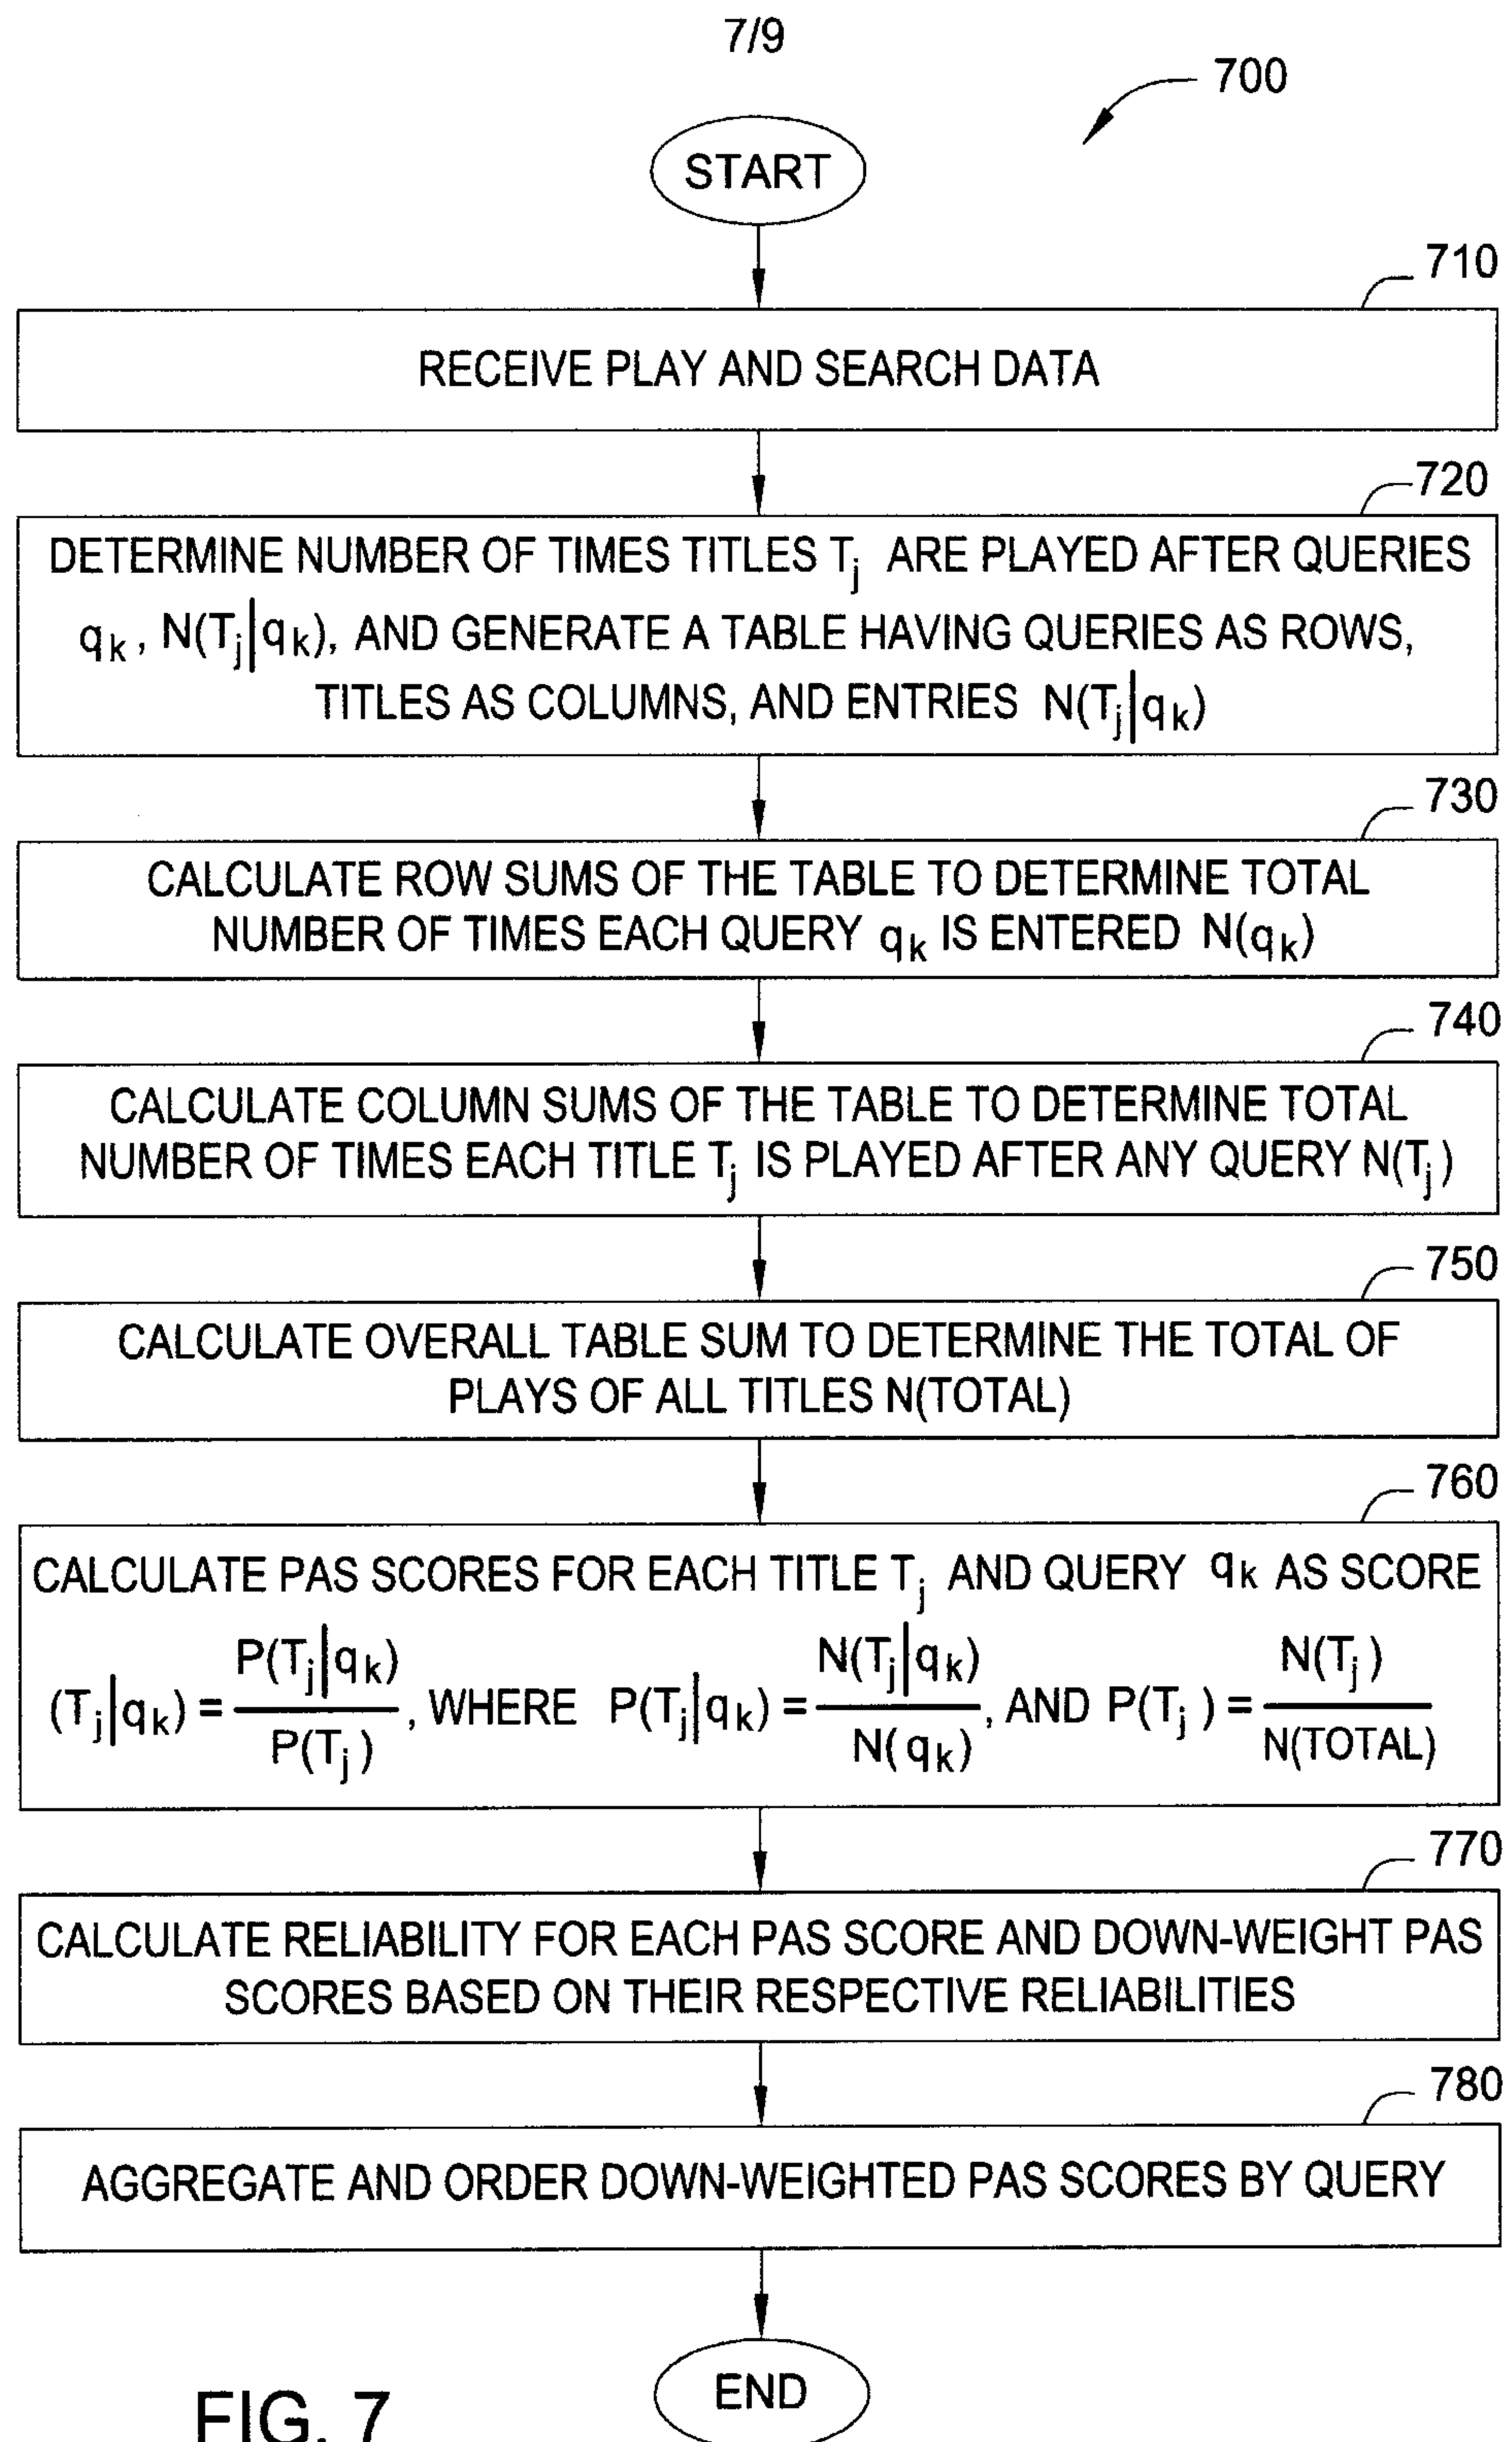 7/9
700
START
710
RECEIVE PLAY AND SEARCH DATA
720
DETERMINE NUMBER OF TIMES TITLES Tj ARE PLAYED AFTER QUERIES
qk, N(Tj|qk), AND GENERATE A TABLE HAVING QUERIES AS ROWS,
TITLES AS COLUMNS, AND ENTRIES N(Tj|qk)
730
CALCULATE ROW SUMS OF THE TABLE TO DETERMINE TOTAL
NUMBER OF TIMES EACH QUERY qk IS ENTERED N(qk)
740
CALCULATE COLUMN SUMS OF THE TABLE TO DETERMINE TOTAL
NUMBER OF TIMES EACH TITLE Tj IS PLAYED AFTER ANY QUERY N(Tj)
750
CALCULATE OVERALL TABLE SUM TO DETERMINE THE TOTAL OF
PLAYS OF ALL TITLES N(TOTAL)
760
CALCULATE PAS SCORES FOR EACH TITLE Tj AND QUERY qk AS SCORE
(Tj|qk) = P(Tj|qk) / P(Tj), WHERE P(Tj|qk) = N(Tj|qk) / N(qk), AND P(Tj) = N(Tj) / N(TOTAL)
770
CALCULATE RELIABILITY FOR EACH PAS SCORE AND DOWN-WEIGHT PAS
SCORES BASED ON THEIR RESPECTIVE RELIABILITIES
780
AGGREGATE AND ORDER DOWN-WEIGHTED PAS SCORES BY QUERY
END
FIG. 7